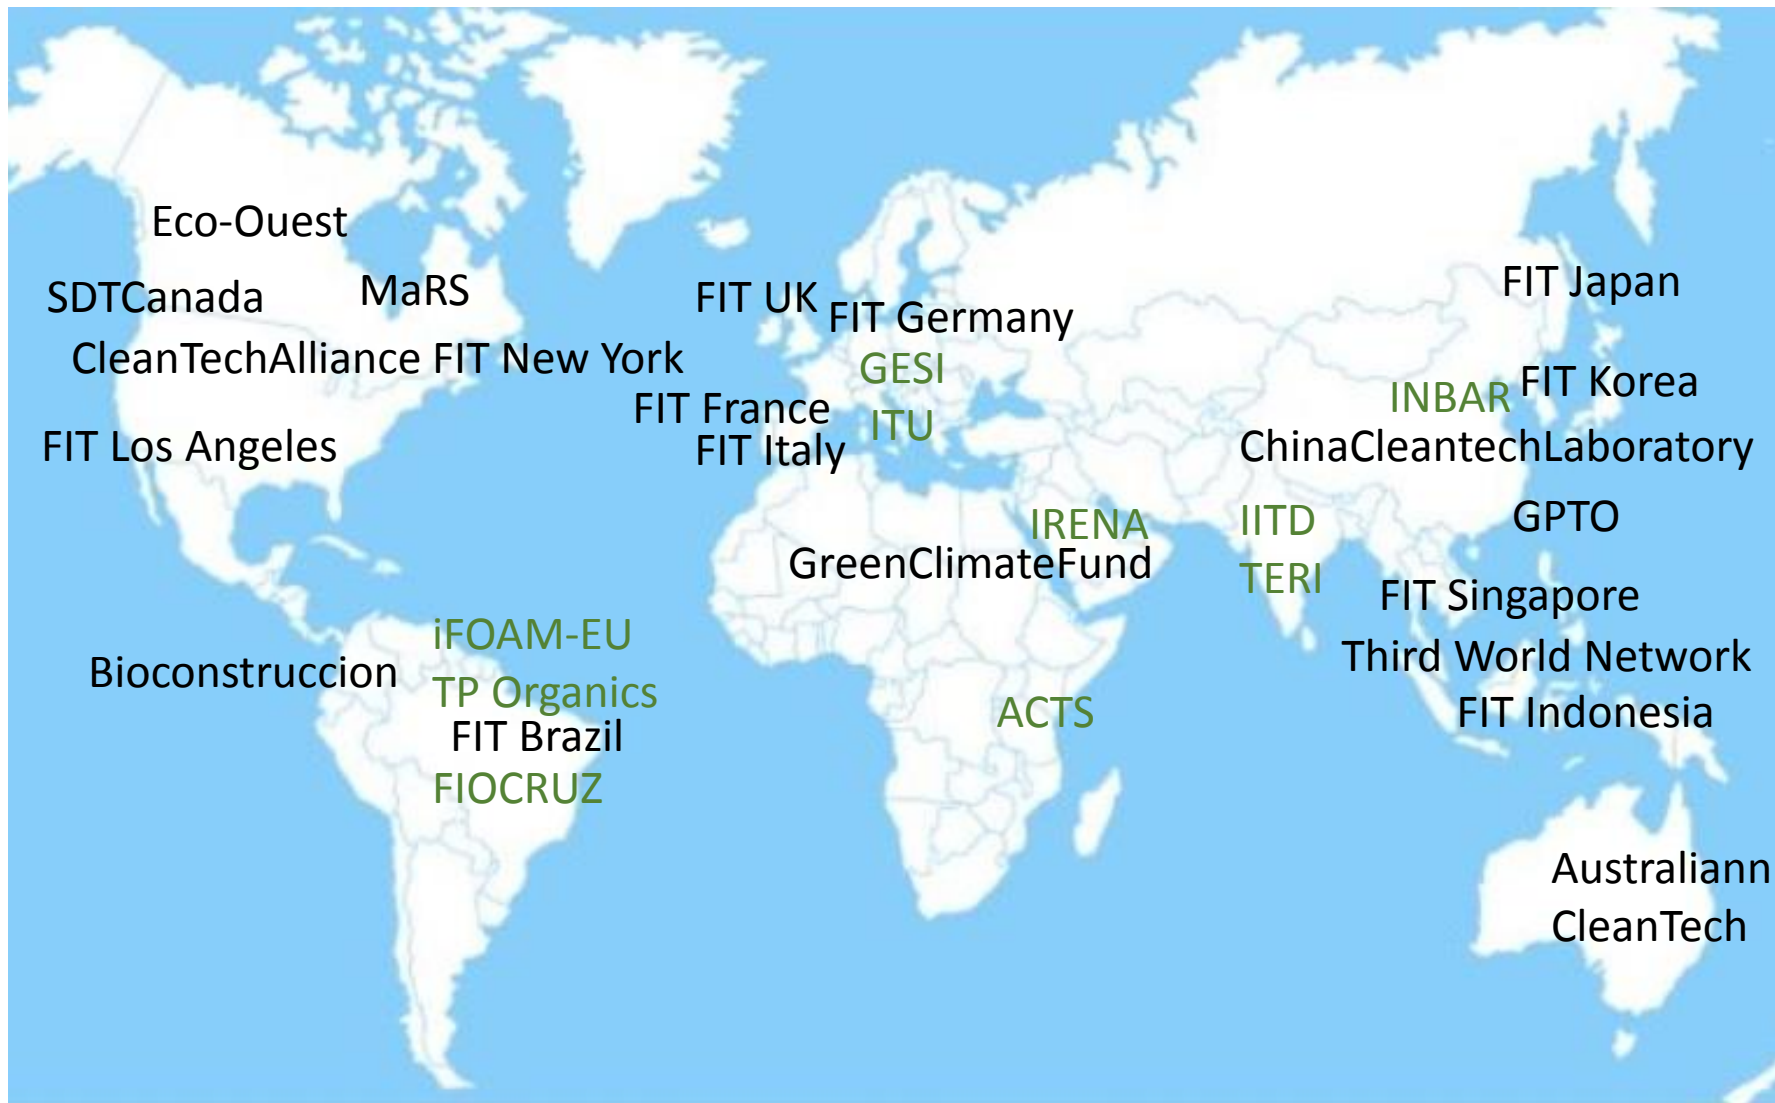 Eco-Ouest
SDTCanada
MaRS
CleanTechAlliance FIT New York
FIT Los Angeles
FIT UK
FIT Germany
GESI
FIT France
ITU
FIT Italy
FIT Japan
INBAR
FIT Korea
ChinaCleantechLaboratory
IRENA
GreenClimateFund
IITD
TERI
GPTO
FIT Singapore
Third World Network
FIT Indonesia
iFOAM-EU
Bioconstruccion
TP Organics
FIT Brazil
FIOCRUZ
ACTS
Australiann
CleanTech